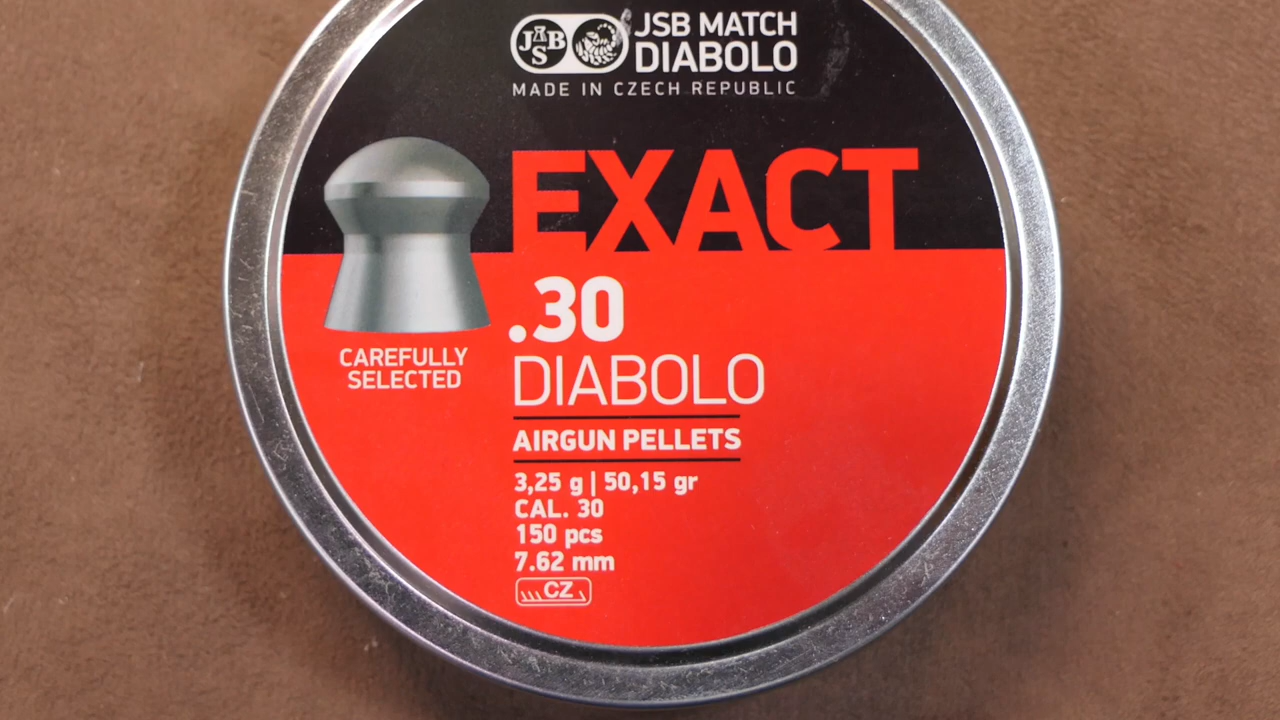 JSB
JSB MATCH
DIABOLO
MADE IN CZECH REPUBLIC
EXACT
.30
DIABOLO
CAREFULLY
SELECTED
AIRGUN PELLETS
3,25 g | 50,15 gr
CAL. 30
150 pcs
7.62 mm
CZ